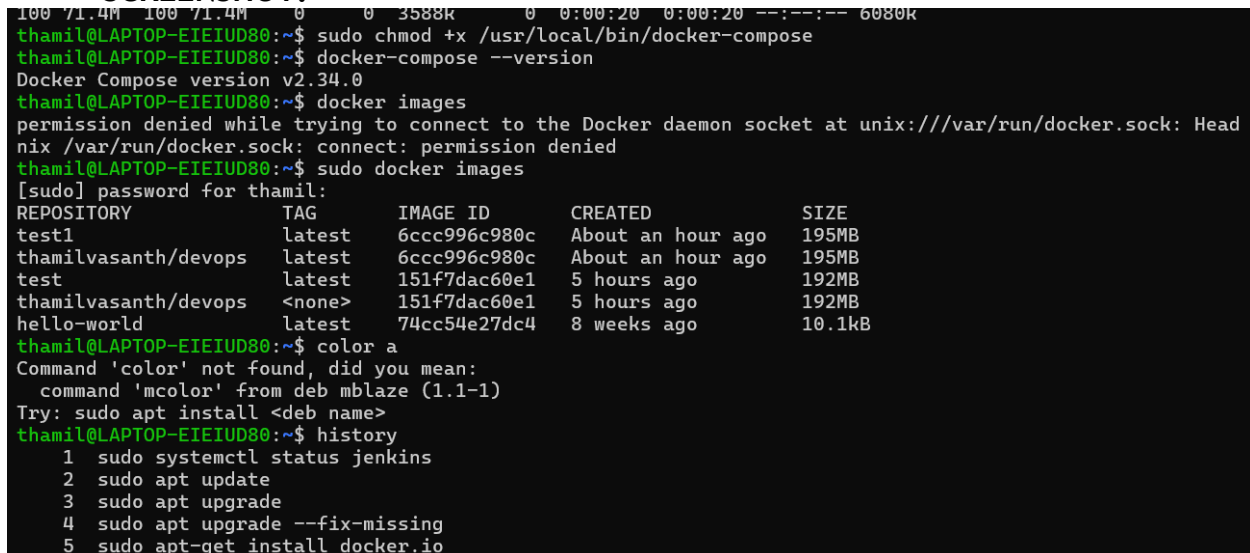 SCREENSHOT:
100 71.4M  100 71.4M    0     0  3588k      0  0:00:20  0:00:20 --:--:-- 6080k
thamil@LAPTOP-EIEIUD80:~$ sudo chmod +x /usr/local/bin/docker-compose
thamil@LAPTOP-EIEIUD80:~$ docker-compose --version
Docker Compose version v2.34.0
thamil@LAPTOP-EIEIUD80:~$ docker images
permission denied while trying to connect to the Docker daemon socket at unix:///var/run/docker.sock: Head
nix /var/run/docker.sock: connect: permission denied
thamil@LAPTOP-EIEIUD80:~$ sudo docker images
[sudo] password for thamil:
REPOSITORY             TAG       IMAGE ID       CREATED             SIZE
test1                  latest    6ccc996c980c   About an hour ago   195MB
thamilvasanth/devops   latest    6ccc996c980c   About an hour ago   195MB
test                   latest    151f7dac60e1   5 hours ago         192MB
thamilvasanth/devops   <none>    151f7dac60e1   5 hours ago         192MB
hello-world            latest    74cc54e27dc4   8 weeks ago         10.1kB
thamil@LAPTOP-EIEIUD80:~$ color a
Command 'color' not found, did you mean:
  command 'mcolor' from deb mblaze (1.1-1)
Try: sudo apt install <deb name>
thamil@LAPTOP-EIEIUD80:~$ history
    1  sudo systemctl status jenkins
    2  sudo apt update
    3  sudo apt upgrade
    4  sudo apt upgrade --fix-missing
    5  sudo apt-get install docker.io